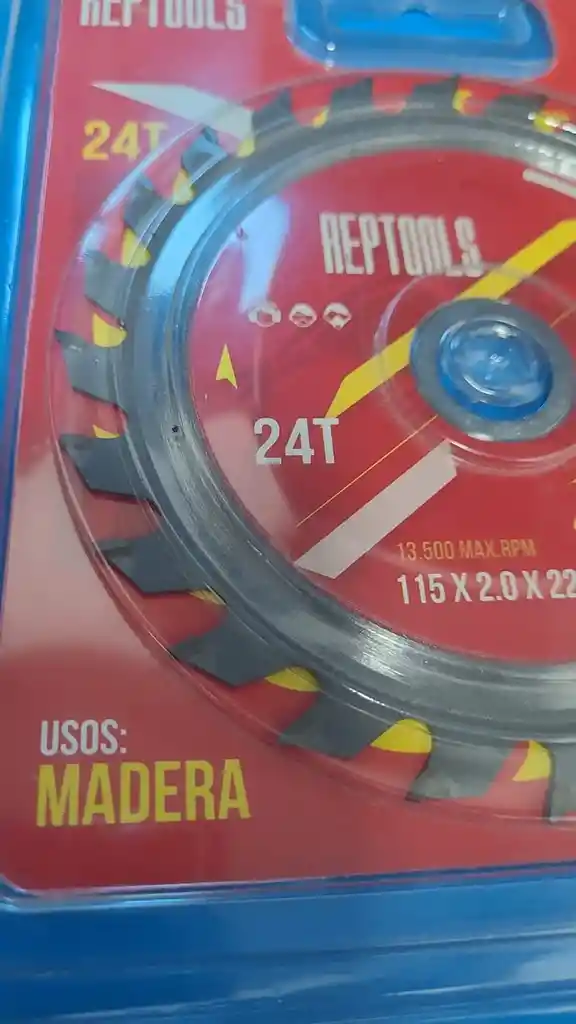 REPTOOLS
24T
REPTOOLS
24T
13.500 MAX.RPM
115 X 2.0 X 22
USOS:
MADERA